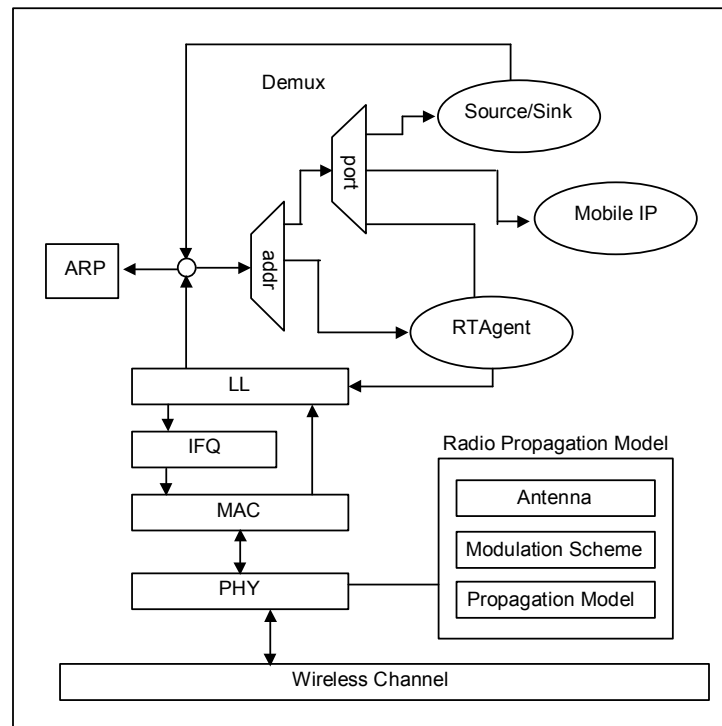 Demux
Source/Sink
port
Mobile IP
addr
ARP
RTAgent
LL
IFQ
Radio Propagation Model
MAC
Antenna
Modulation Scheme
PHY
Propagation Model
Wireless Channel